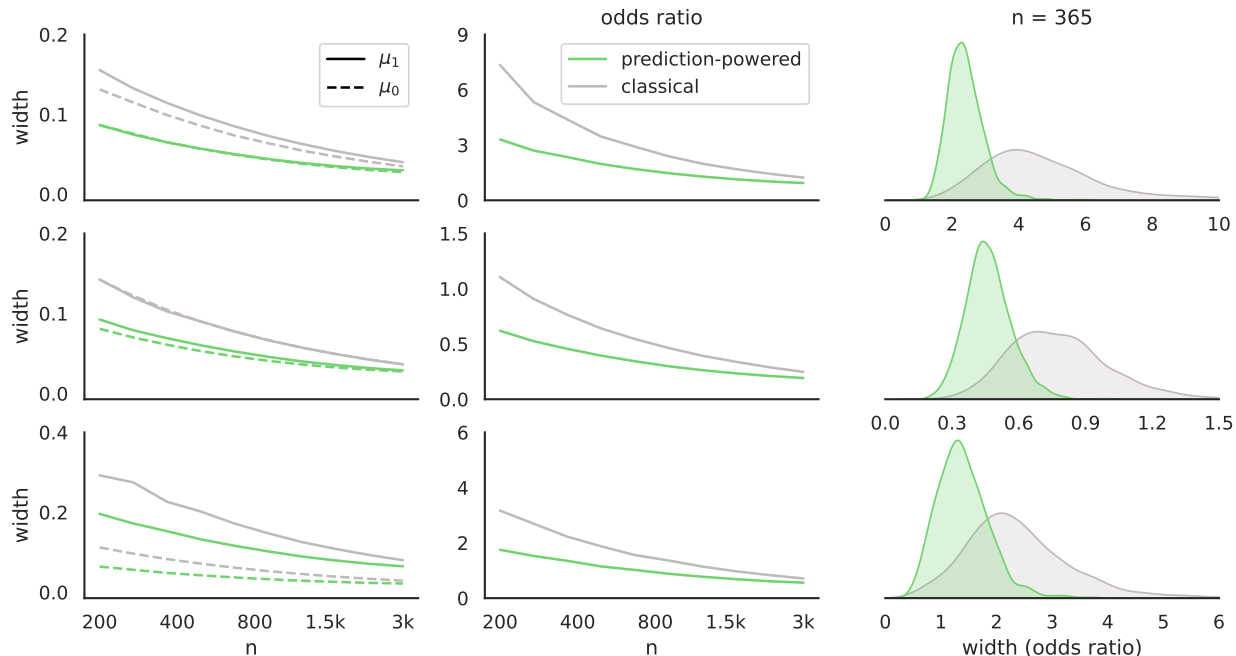 odds ratio
n = 365
0.2
0.1
0.0
width
μ1
μ0
9
6
3
0
prediction-powered
classical
0 2 4 6 8 10
0.2
0.1
0.0
width
1.5
1.0
0.5
0.0
0.0 0.3 0.6 0.9 1.2 1.5
0.4
0.2
0.0
width
200 400 800 1.5k 3k
n
6
4
2
0
200 400 800 1.5k 3k
n
0 1 2 3 4 5 6
width (odds ratio)